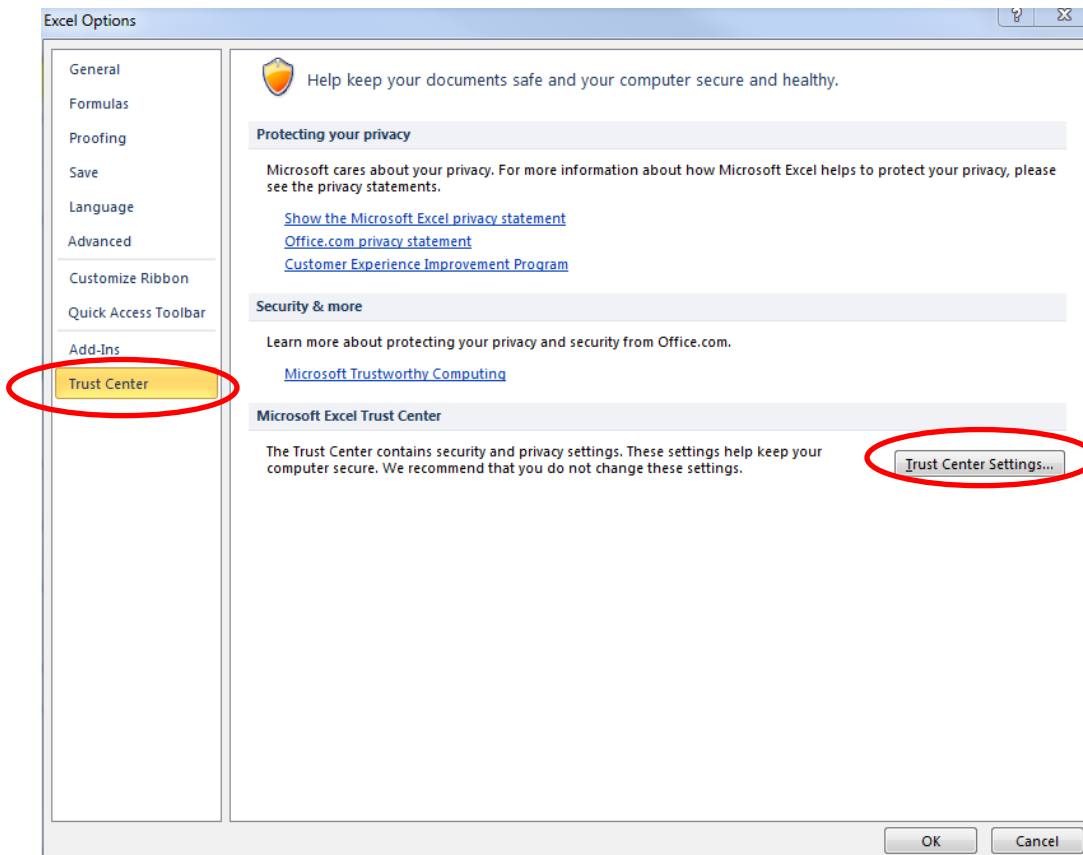 Excel Options
General
Formulas
Proofing
Save
Language
Advanced
Customize Ribbon
Quick Access Toolbar
Add-Ins
Trust Center
Help keep your documents safe and your computer secure and healthy.
Protecting your privacy
Microsoft cares about your privacy. For more information about how Microsoft Excel helps to protect your privacy, please
see the privacy statements.
Show the Microsoft Excel privacy statement
Office.com privacy statement
Customer Experience Improvement Program
Security & more
Learn more about protecting your privacy and security from Office.com.
Microsoft Trustworthy Computing
Microsoft Excel Trust Center
The Trust Center contains security and privacy settings. These settings help keep your
computer secure. We recommend that you do not change these settings.
Trust Center Settings...
OK
Cancel